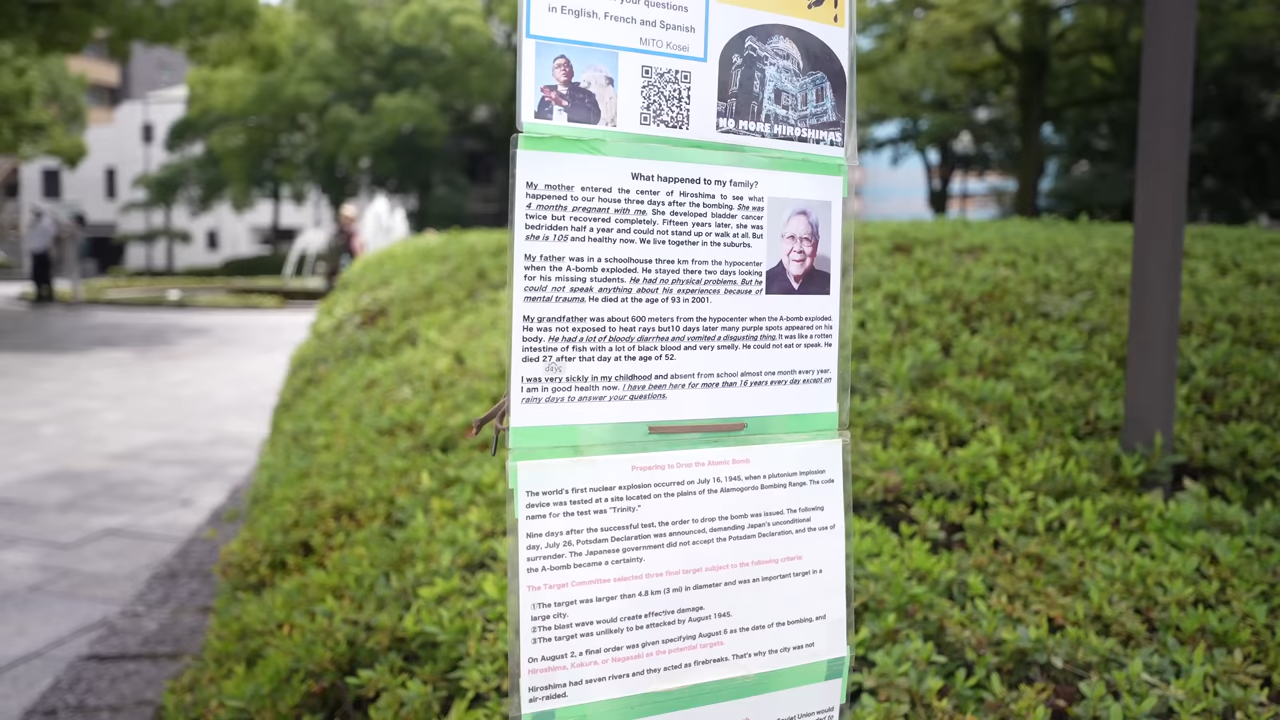 your questions
in English, French and Spanish
MITO Kosei
NO MORE HIROSHIMAS
What happened to my family?
My mother entered the center of Hiroshima to see what
happened to our house three days after the bombing. She was
4 months pregnant with me. She developed bladder cancer
twice but recovered completely. Fifteen years later, she was
bedridden half a year and could not stand up or walk at all. But
she is 105 and healthy now. We live together in the suburbs.
My father was in a schoolhouse three km from the hypocenter
when the A-bomb exploded. He stayed there two days looking
for his missing students. He had no physical problems. But he
could not speak anything about his experiences because of
mental trauma. He died at the age of 93 in 2001.
My grandfather was about 600 meters from the hypocenter when the A-bomb exploded.
He was not exposed to heat rays but10 days later many purple spots appeared on his
body. He had a lot of bloody diarrhea and vomited a disgusting thing. It was like a rotten
intestine of fish with a lot of black blood and very smelly. He could not eat or speak. He
died 27 after that day at the age of 52.
days
I was very sickly in my childhood and absent from school almost one month every year.
I am in good health now. I have been here for more than 16 years every day except on
rainy days to answer your questions.
Preparing to Drop the Atomic Bomb
The world's first nuclear explosion occurred on July 16, 1945, when a plutonium implosion
device was tested at a site located on the plains of the Alamogordo Bombing Range. The code
name for the test was "Trinity."
Nine days after the successful test, the order to drop the bomb was issued. The following
day, July 26, Potsdam Declaration was announced, demanding Japan's unconditional
surrender. The Japanese government did not accept the Potsdam Declaration, and the use of
the A-bomb became a certainty.
The Target Committee selected three final target subject to the following criteria:
①The target was larger than 4.8 km (3 mi) in diameter and was an important target in a
large city.
②The blast wave would create effective damage.
③The target was unlikely to be attacked by August 1945.
On August 2, a final order was given specifying August 6 as the date of the bombing, and
Hiroshima, Kokura, or Nagasaki as the potential targets.
Hiroshima had seven rivers and they acted as firebreaks. That's why the city was not
air-raided.
Soviet Union would